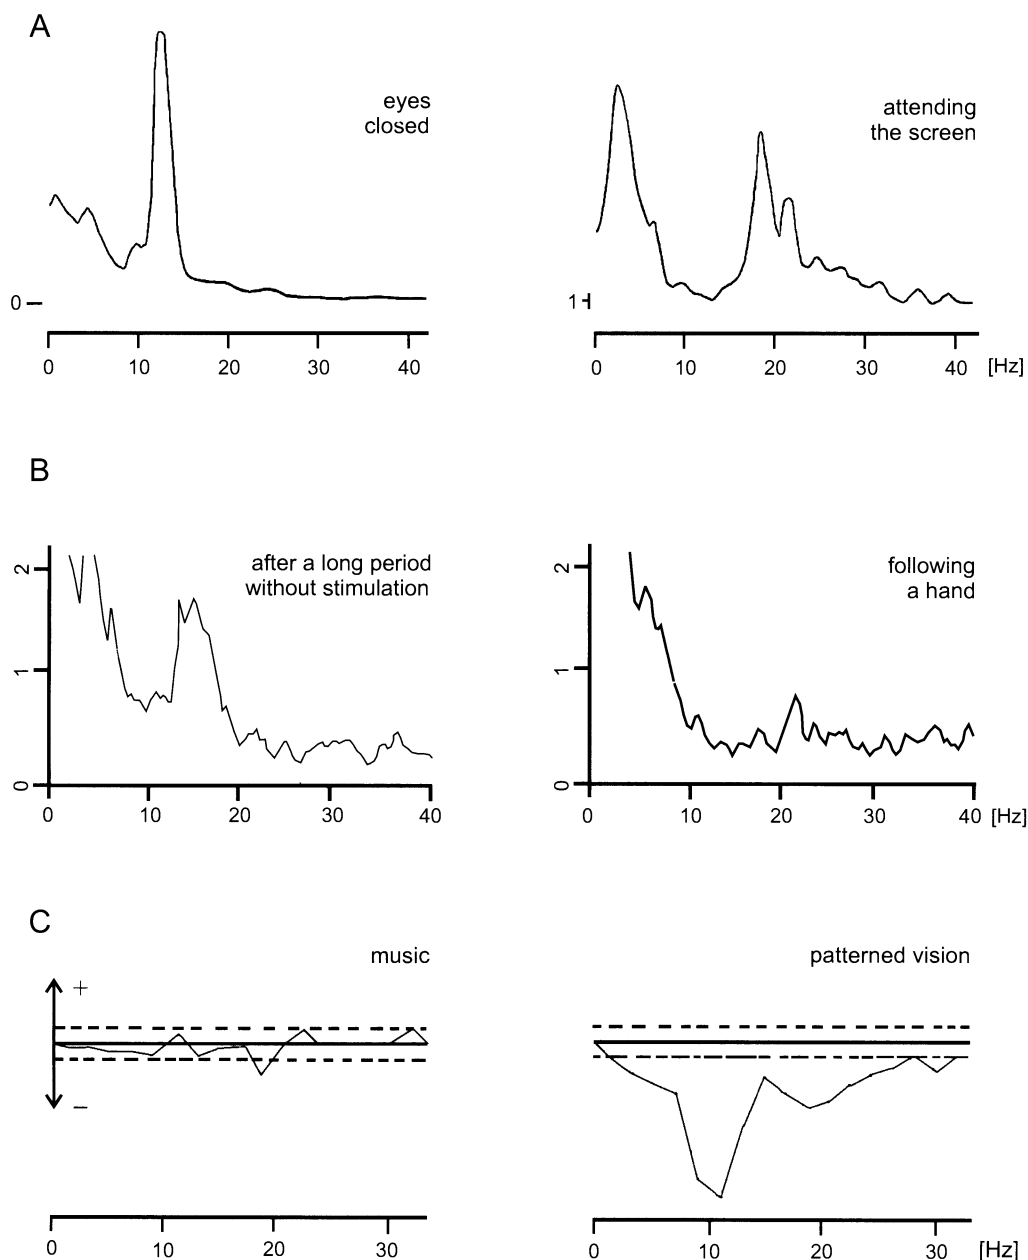 A
eyes
closed
attending
the screen
0
1
0 10 20 30 40
0 10 20 30 40 [Hz]
B
after a long period
without stimulation
following
a hand
2
1
0
2
1
0
0 10 20 30 40
0 10 20 30 40 [Hz]
C
music
patterned vision
+
−
0 10 20 30
0 10 20 30 [Hz]